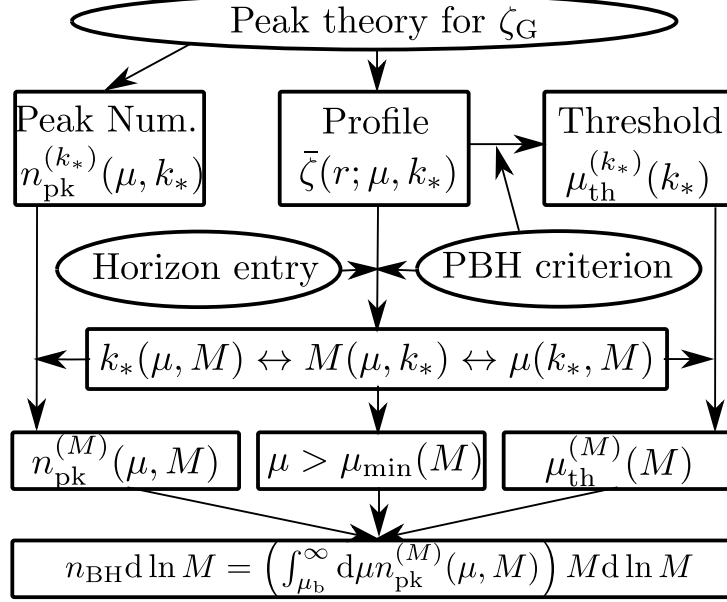 Peak theory for ζ_G
Peak Num.
n_pk^(k_*)(μ, k_*)
Profile
ζ̄(r; μ, k_*)
Threshold
μ_th^(k_*)(k_*)
Horizon entry
PBH criterion
k_*(μ, M) ↔ M(μ, k_*) ↔ μ(k_*, M)
n_pk^(M)(μ, M)
μ > μ_min(M)
μ_th^(M)(M)
n_BH d ln M = (∫_{μ_b}^∞ dμ n_pk^(M)(μ, M)) M d ln M